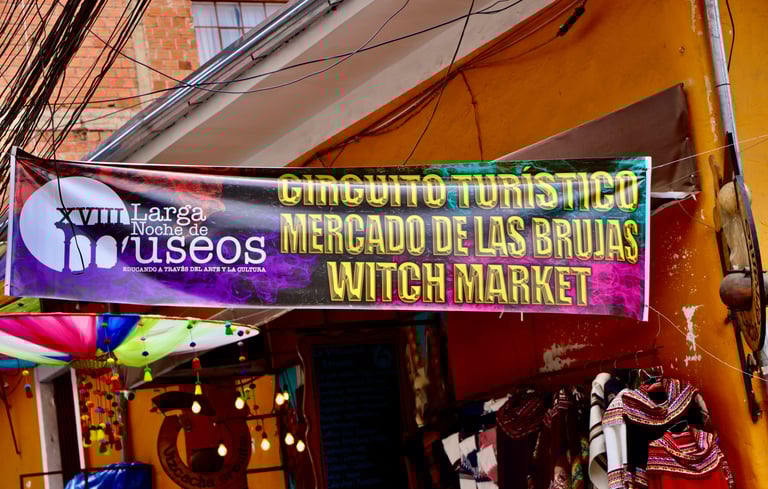 XVIII Larga
Noche de
Museos
EDUCANDO A TRAVÉS DEL ARTE Y LA CULTURA
CIRCUITO TURÍSTICO
MERCADO DE LAS BRUJAS
WITCH MARKET